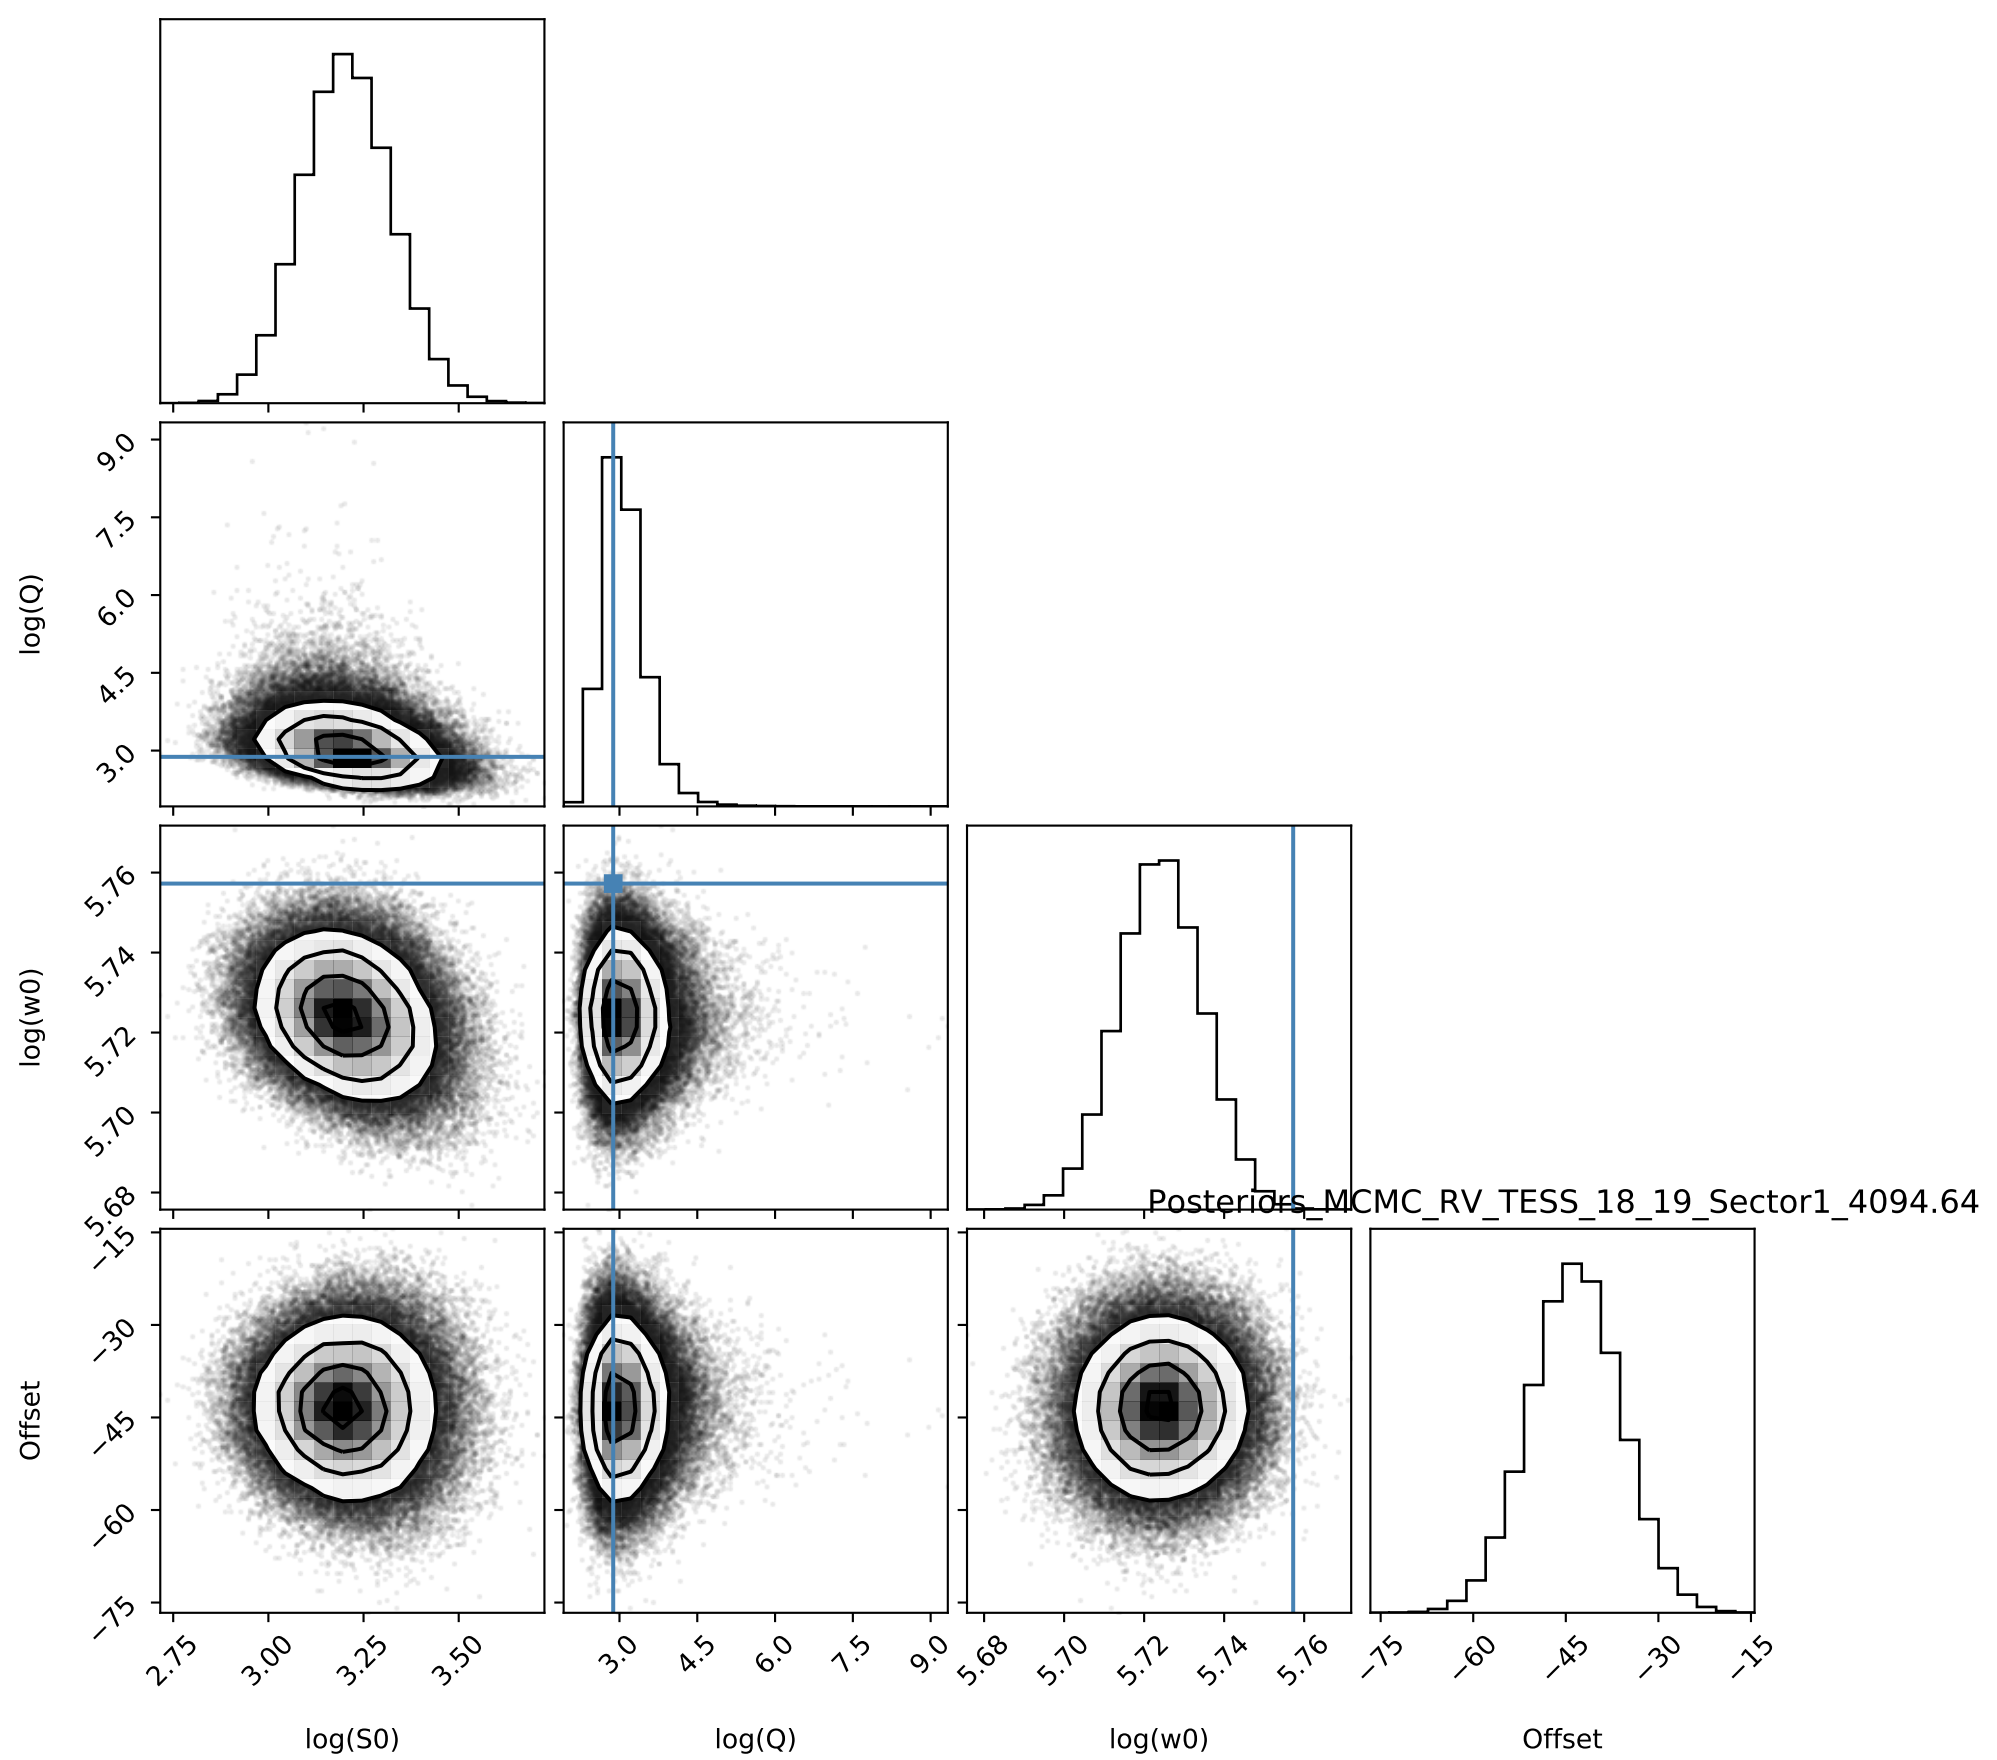 log(Q)
9.0
7.5
6.0
4.5
3.0
log(w0)
5.76
5.74
5.72
5.70
5.68
Posteriors_MCMC_RV_TESS_18_19_Sector1_4094.64
Offset
−15
−30
−45
−60
−75
2.75 3.00 3.25 3.50 3.0 4.5 6.0 7.5 9.0 5.68 5.70 5.72 5.74 5.76 −75 −60 −45 −30 −15
log(S0) log(Q) log(w0) Offset